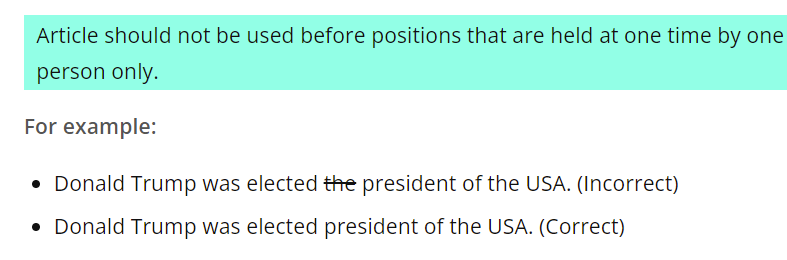 Article should not be used before positions that are held at one time by one
person only.
For example:
Donald Trump was elected the president of the USA. (Incorrect)
Donald Trump was elected president of the USA. (Correct)